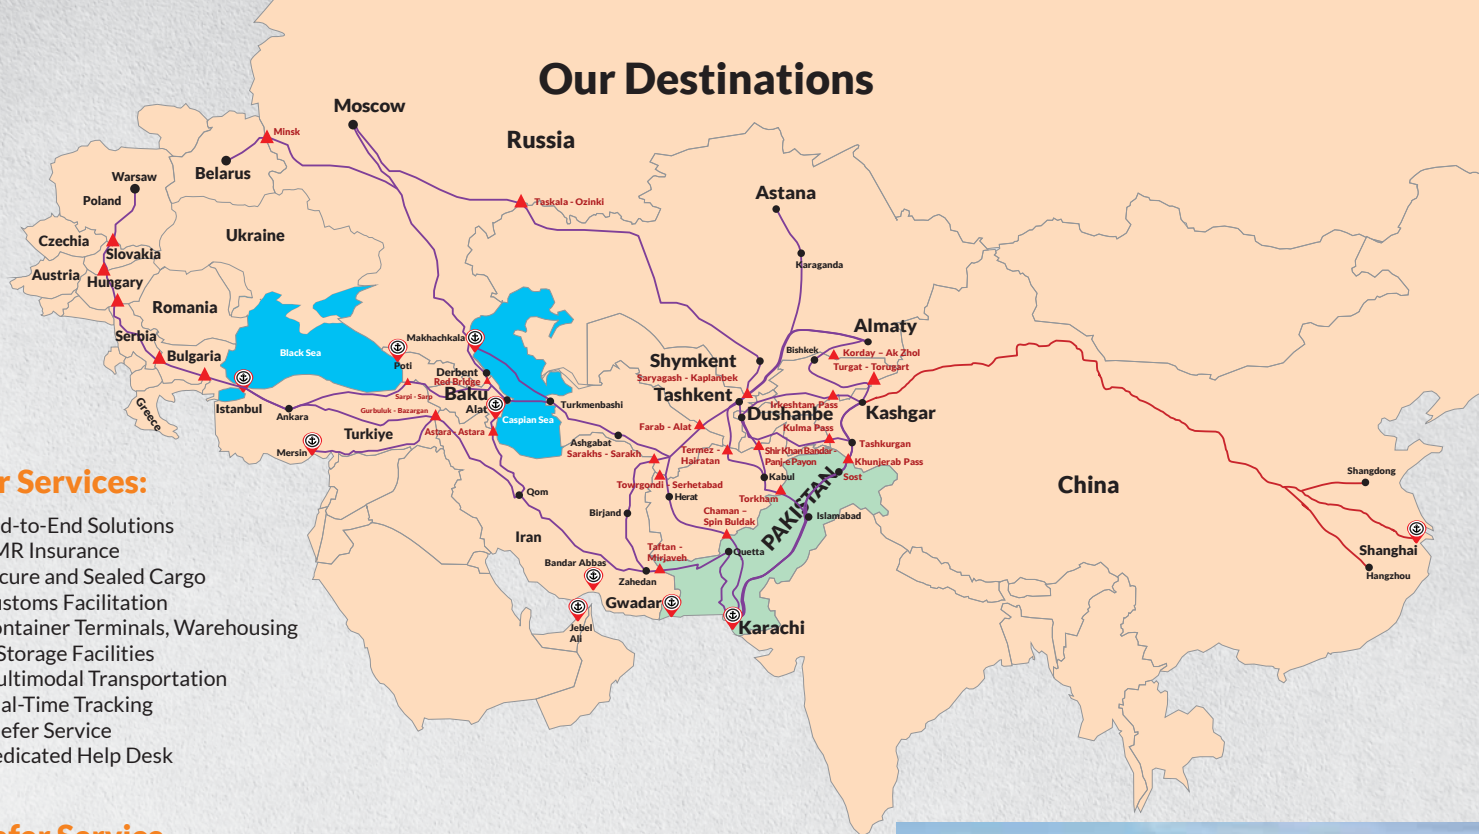 Our Destinations
Moscow
Russia
Minsk
Belarus
Warsaw
Poland
Taskala - Ozinki
Astana
Ukraine
Czechia
Slovakia
Austria
Hungary
Karaganda
Romania
Serbia
Bulgaria
Black Sea
Makhachkala
Poti
Almaty
Bishkek
Korday – Ak Zhol
Turgat - Torugart
Shymkent
Saryagash - Kaplanbek
Tashkent
Derbent
Red Bridge
Baku
Sarpi - Sarp
Alat
Turkmenbashi
Irkeshtam Pass
Dushanbe
Kashgar
Greece
Istanbul
Ankara
Gurbuluk - Bazargan
Caspian Sea
Turkiye
Astara - Astara
Mersin
Farab - Alat
Kulma Pass
Ashgabat
Sarakhs - Sarakh
Termez -
Hairatan
Shir Khan Bandar -
Panj-e Payon
Tashkurgan
Khunjerab Pass
Sost
Shangdong
China
Towrgondi - Serhetabad
Kabul
Torkham
Qom
Herat
Birjand
Chaman –
Spin Buldak
PAKISTAN
Islamabad
Iran
Taftan -
Mirjaveh
Quetta
Shanghai
Hangzhou
Bandar Abbas
Zahedan
Gwadar
Jebel
Ali
Karachi
r Services:
d-to-End Solutions
MR Insurance
cure and Sealed Cargo
ustoms Facilitation
ontainer Terminals, Warehousing
Storage Facilities
ultimodal Transportation
al-Time Tracking
efer Service
edicated Help Desk
efer Service